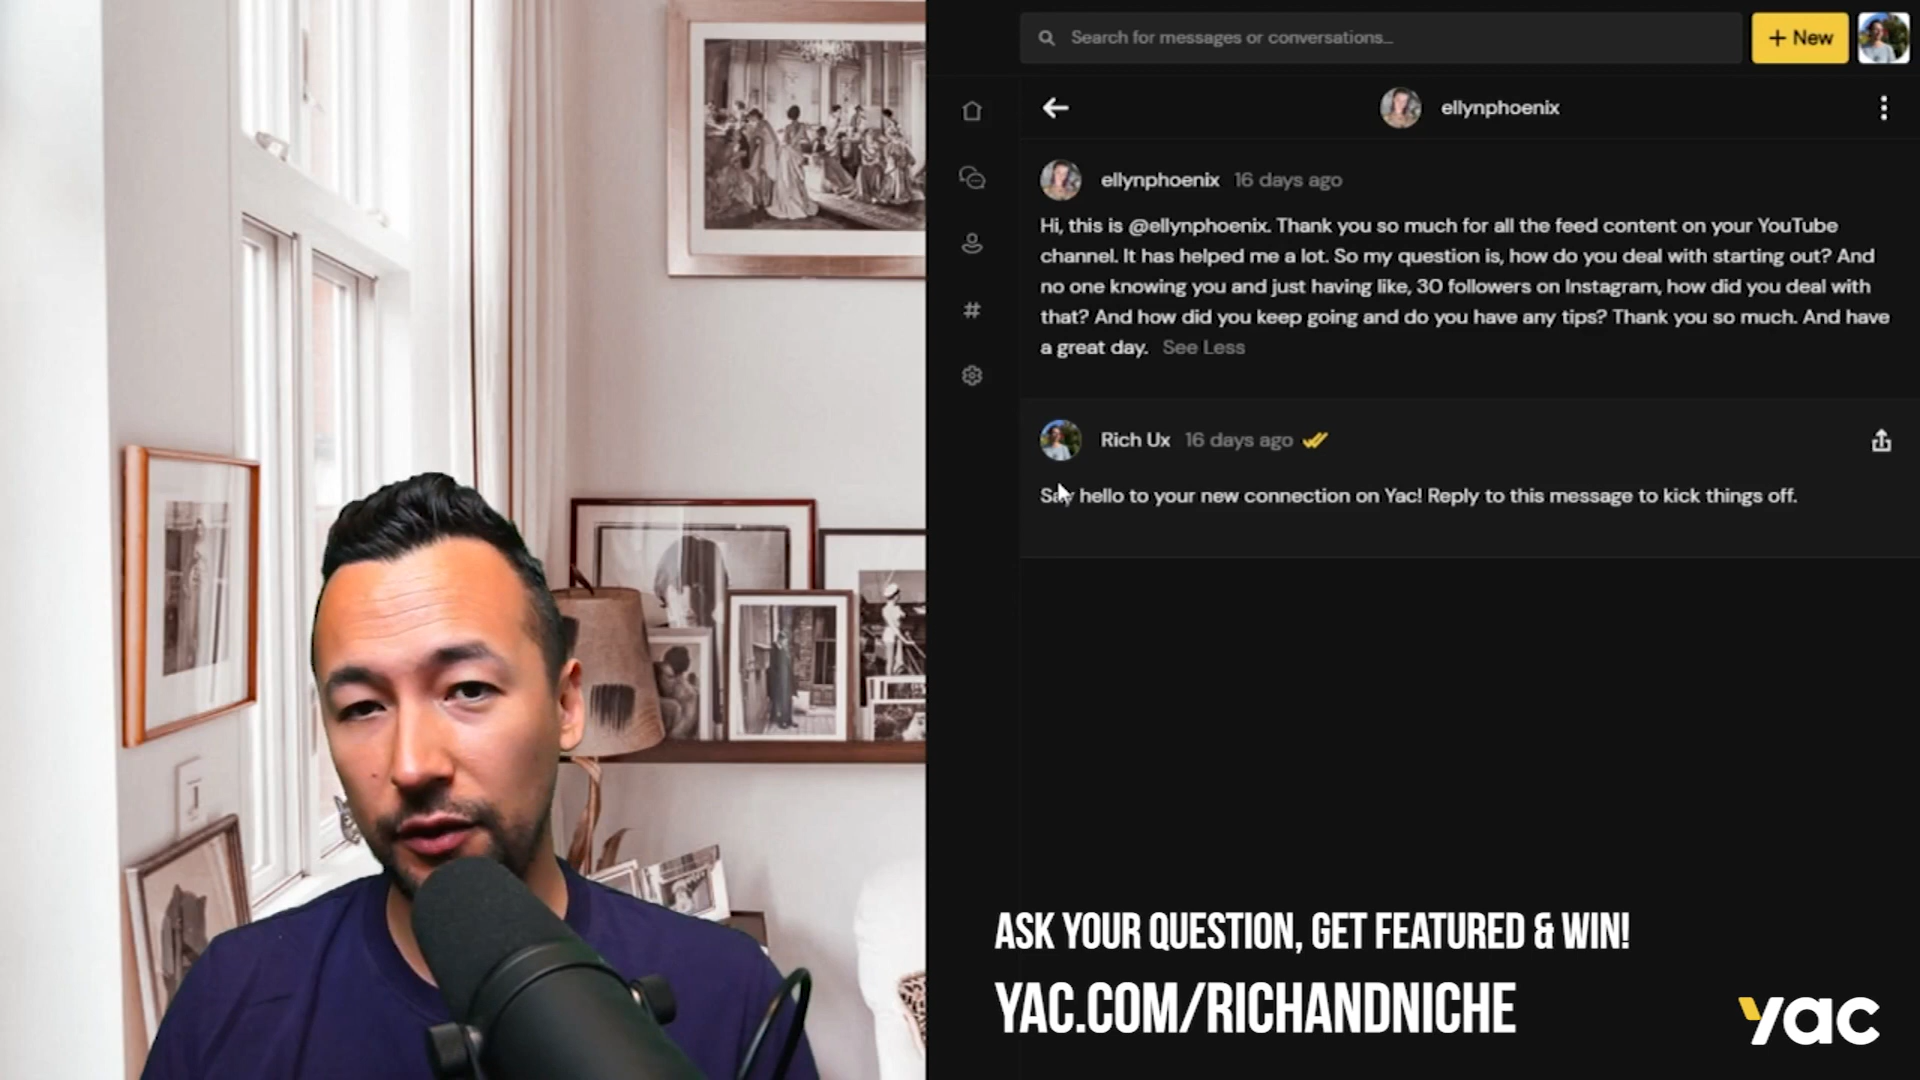 Search for messages or conversations...
+ New
ellynphoenix
ellynphoenix 16 days ago
Hi, this is @ellynphoenix. Thank you so much for all the feed content on your YouTube
channel. It has helped me a lot. So my question is, how do you deal with starting out? And
no one knowing you and just having like, 30 followers on Instagram, how did you deal with
that? And how did you keep going and do you have any tips? Thank you so much. And have
a great day. See Less
Rich Ux 16 days ago
Say hello to your new connection on Yac! Reply to this message to kick things off.
ASK YOUR QUESTION, GET FEATURED & WIN!
YAC.COM/RICHANDNICHE
yac